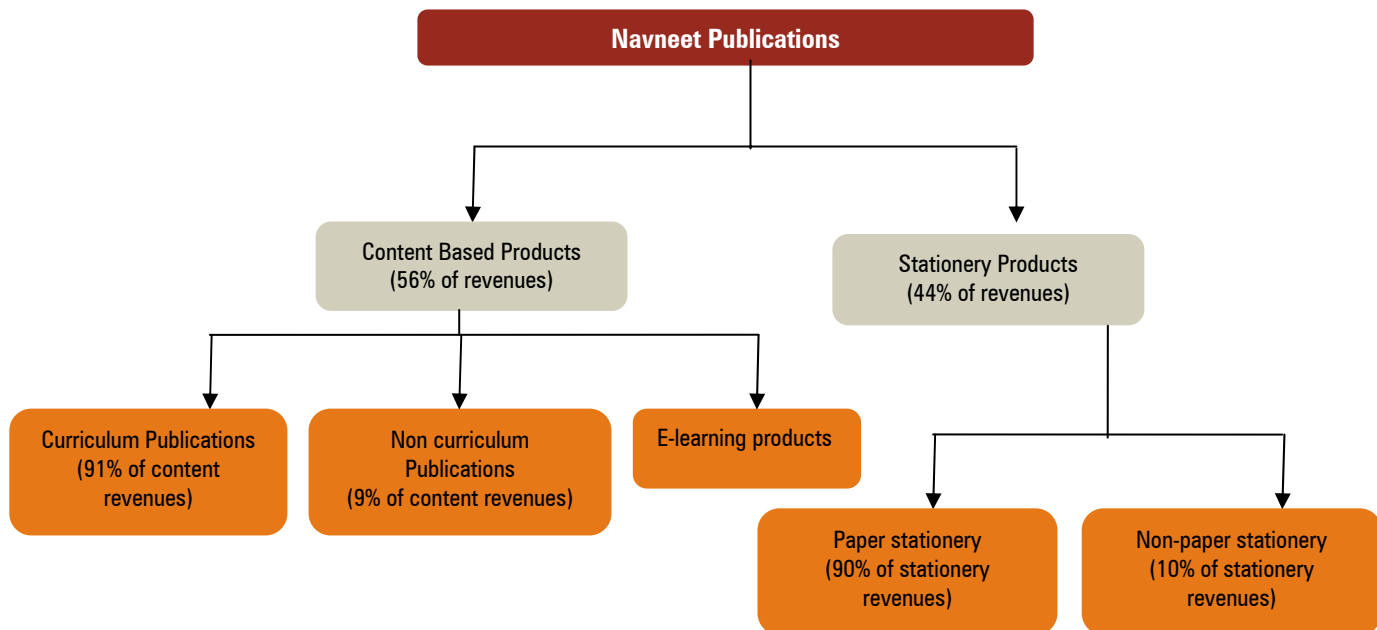 Navneet Publications
Content Based Products
(56% of revenues)
Stationery Products
(44% of revenues)
Curriculum Publications
(91% of content
revenues)
Non curriculum
Publications
(9% of content revenues)
E-learning products
Paper stationery
(90% of stationery
revenues)
Non-paper stationery
(10% of stationery
revenues)